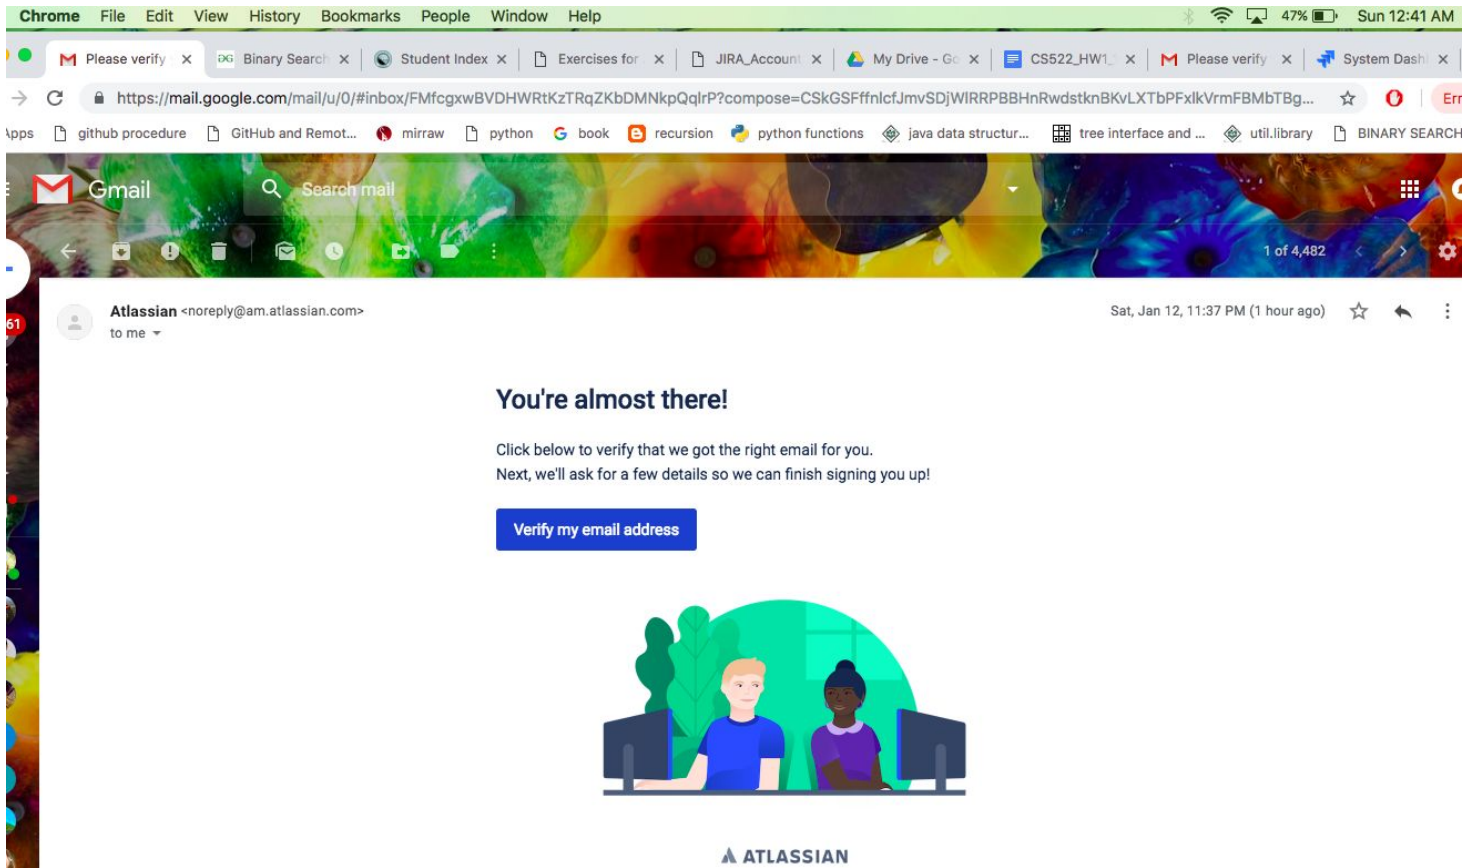 Chrome File Edit View History Bookmarks People Window Help 47% Sun 12:41 AM
Please verify Binary Search Student Index Exercises for JIRA_Account My Drive - Go CS522_HW1_ Please verify System Dash
https://mail.google.com/mail/u/0/#inbox/FMfcgxwBVDHWRtKzTRqZKbDMNkpQqlrP?compose=CSkGSFffnlcfJmvSDjWlRRPBBHnRwdstknBKvLXTbPFxlkVrmFBMbTBg... Err
Apps github procedure GitHub and Remot... mirraw python book recursion python functions java data structur... tree interface and ... util.library BINARY SEARCH
Gmail Search mail
1 of 4,482
61
Atlassian <noreply@am.atlassian.com> Sat, Jan 12, 11:37 PM (1 hour ago)
to me
You're almost there!
Click below to verify that we got the right email for you.
Next, we'll ask for a few details so we can finish signing you up!
Verify my email address
ATLASSIAN